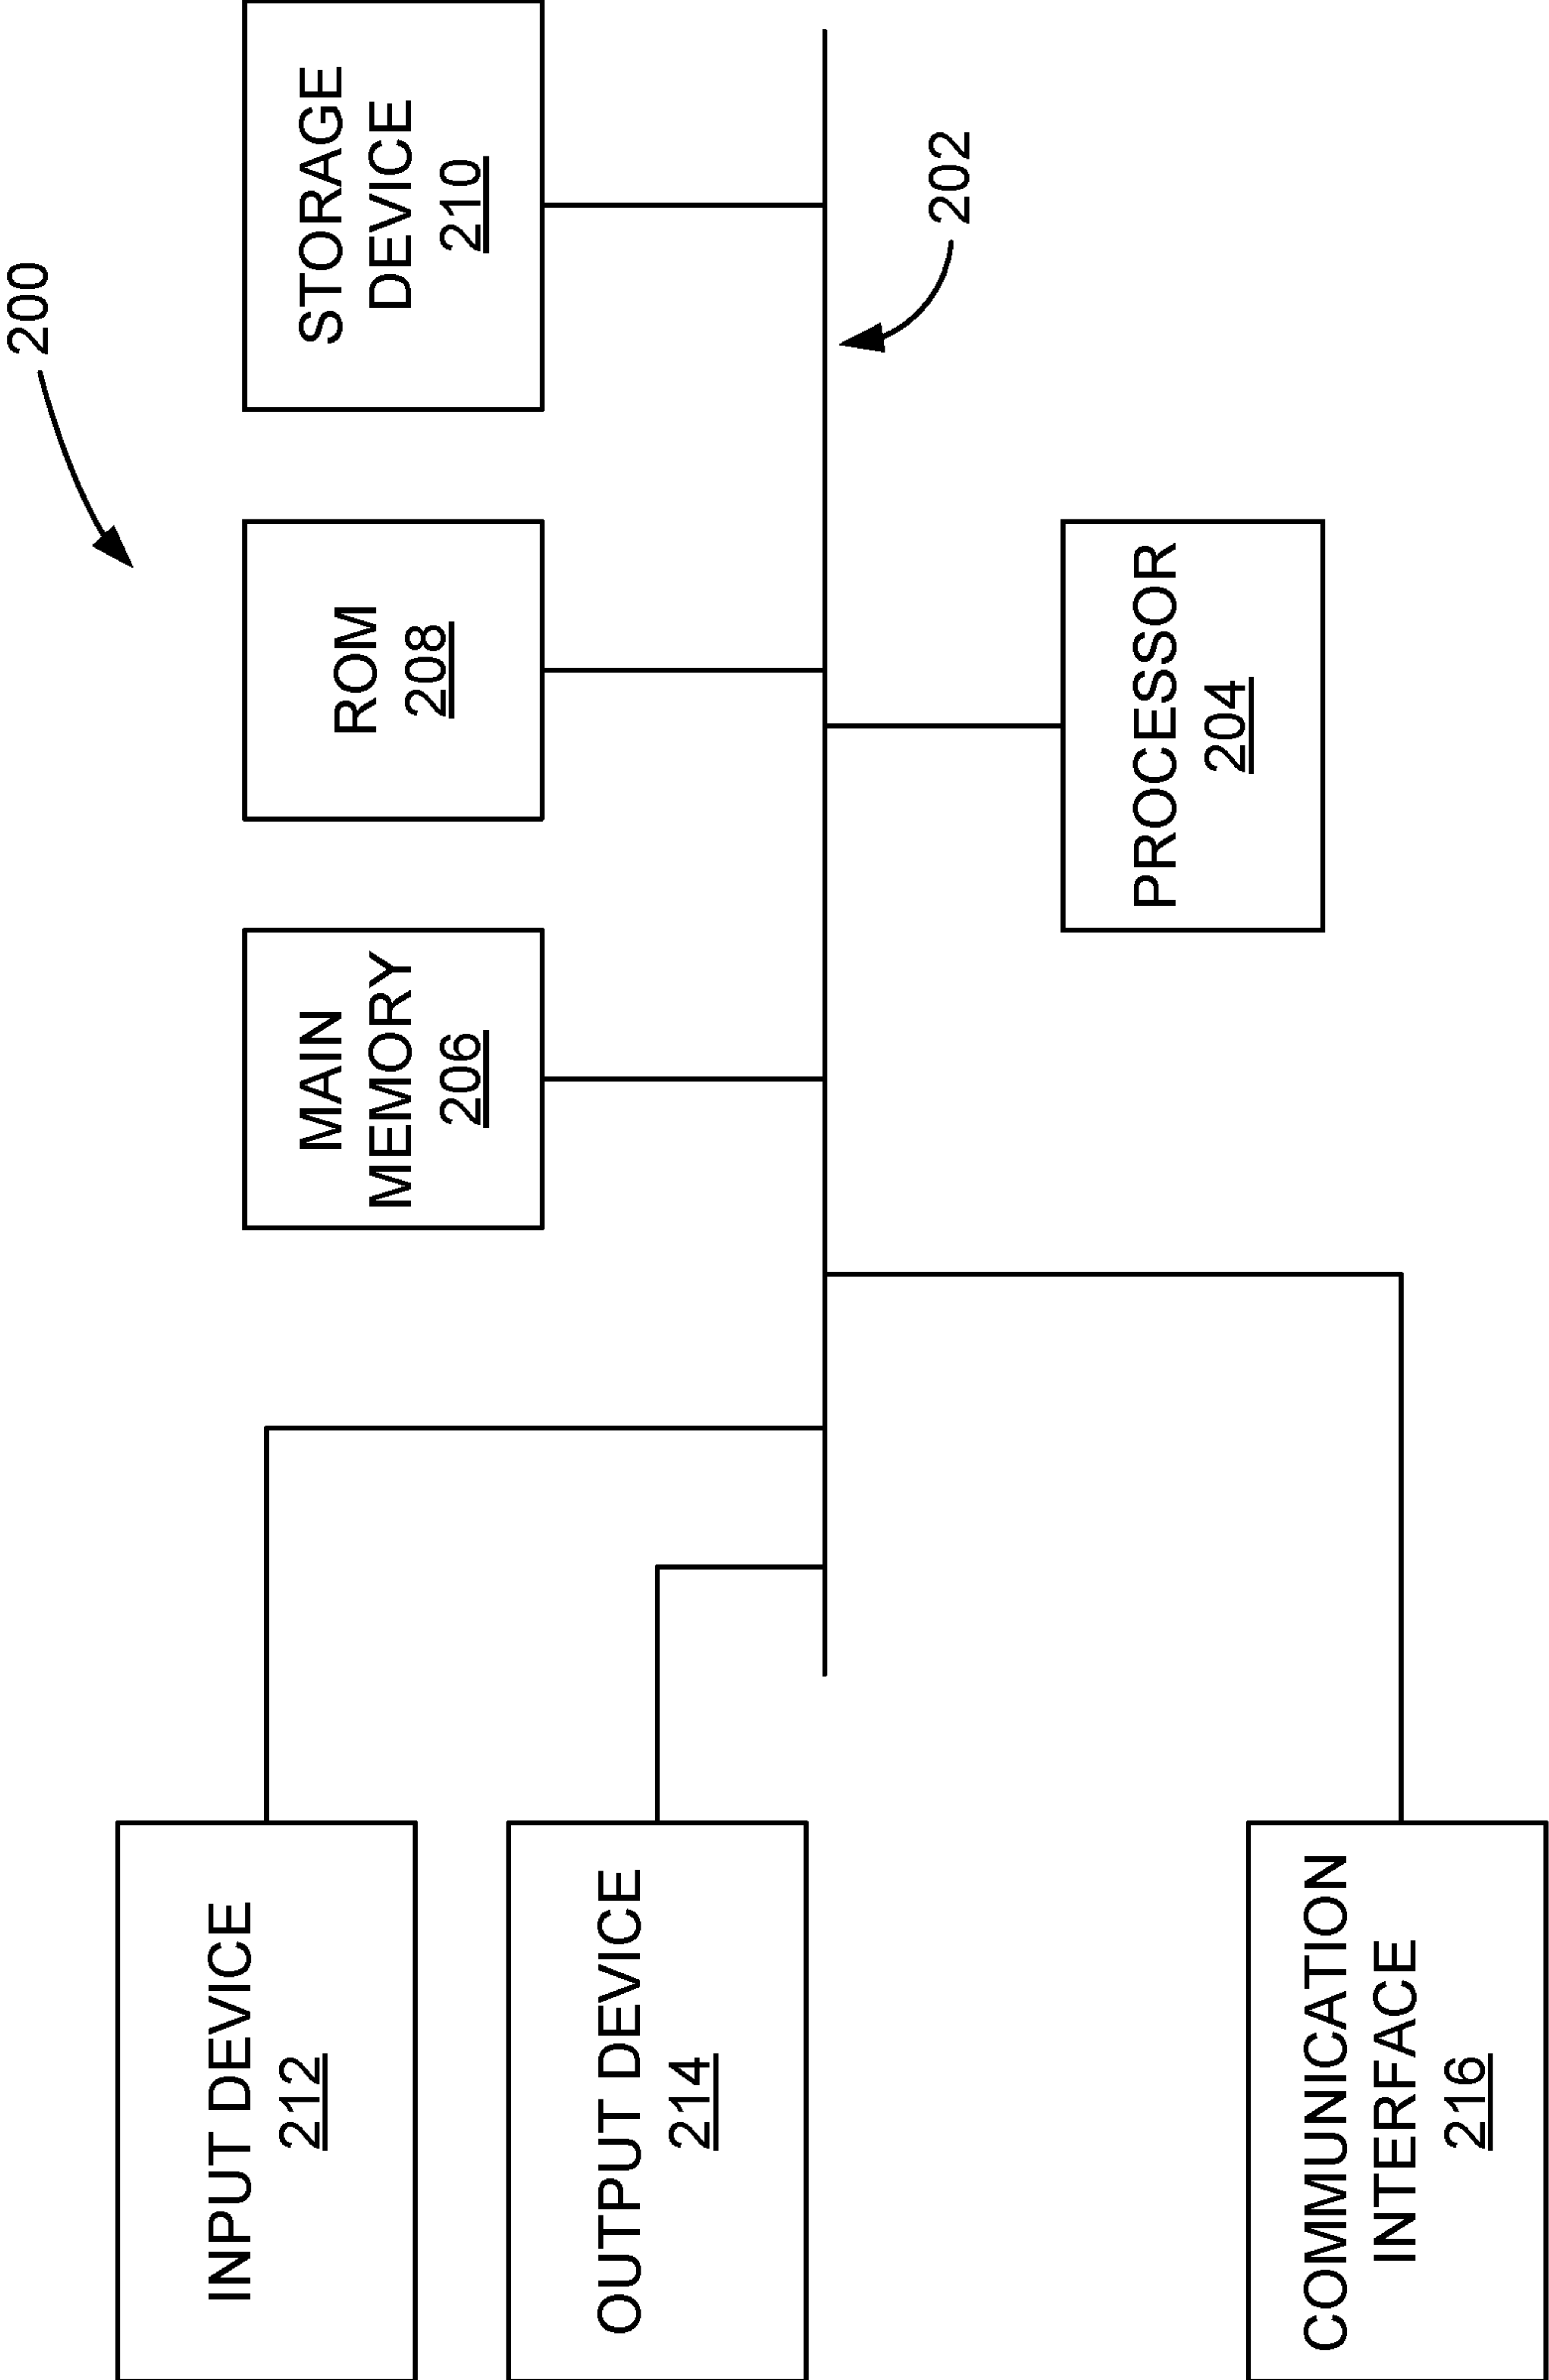 200
MAIN
MEMORY
206
ROM
208
STORAGE
DEVICE
210
INPUT DEVICE
212
OUTPUT DEVICE
214
202
COMMUNICATION
INTERFACE
216
PROCESSOR
204